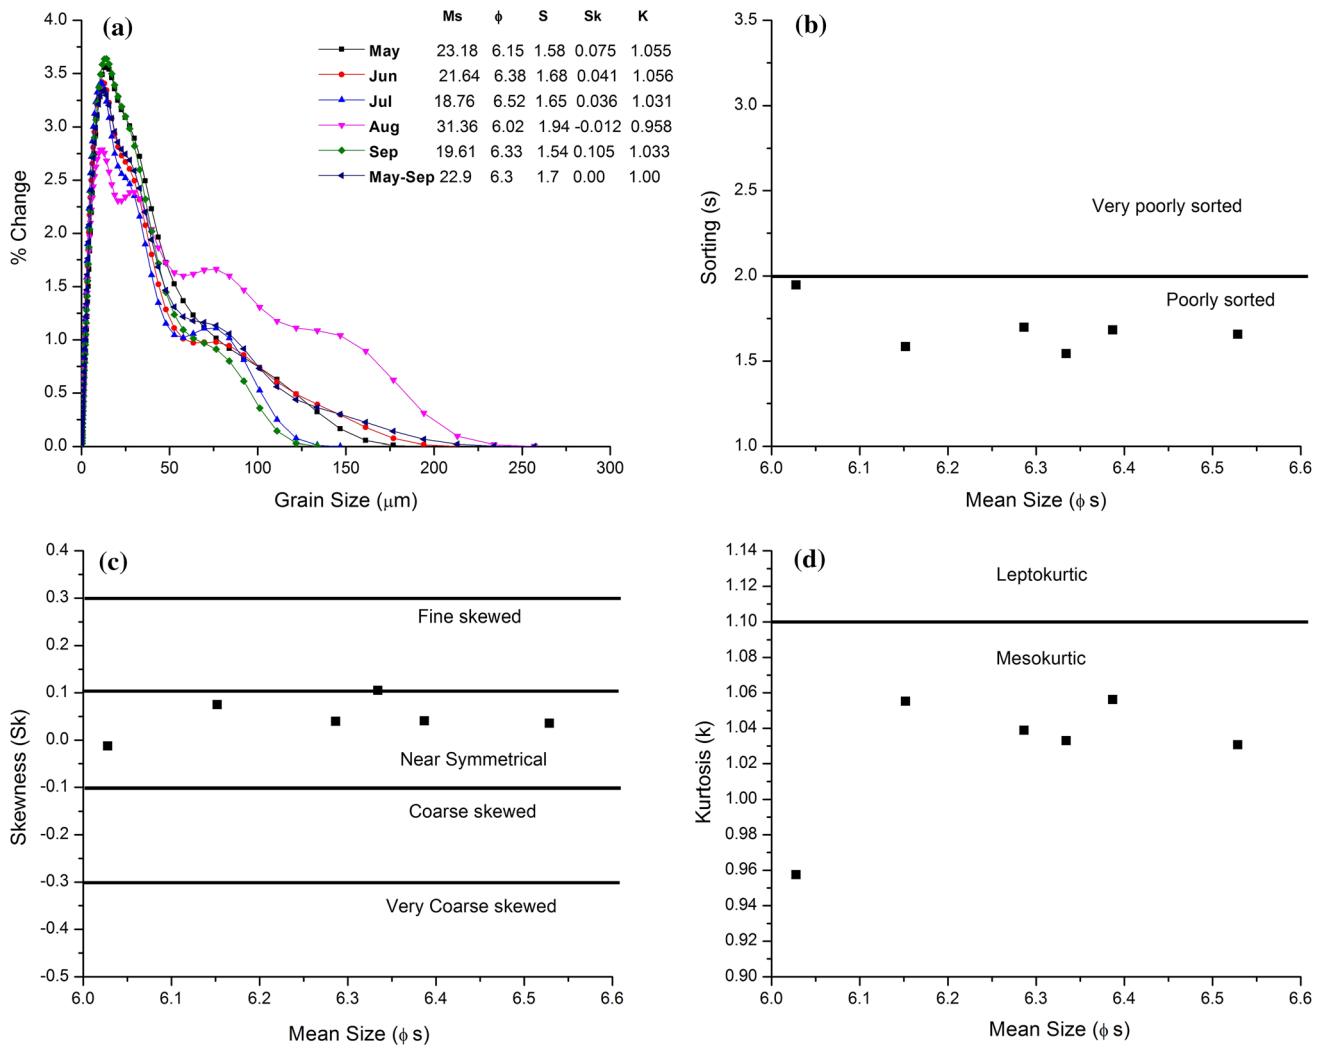 (a)
Ms ϕ S Sk K
May 23.18 6.15 1.58 0.075 1.055
Jun 21.64 6.38 1.68 0.041 1.056
Jul 18.76 6.52 1.65 0.036 1.031
Aug 31.36 6.02 1.94 -0.012 0.958
Sep 19.61 6.33 1.54 0.105 1.033
May-Sep 22.9 6.3 1.7 0.00 1.00
4.0
3.5
3.0
2.5
2.0
1.5
1.0
0.5
0.0
% Change
0 50 100 150 200 250 300
Grain Size (μm)
(b)
3.5
3.0
2.5
2.0
1.5
1.0
Sorting (s)
Very poorly sorted
Poorly sorted
6.0 6.1 6.2 6.3 6.4 6.5 6.6
Mean Size (ϕ s)
(c)
0.4
0.3
0.2
0.1
0.0
-0.1
-0.2
-0.3
-0.4
-0.5
Skewness (Sk)
Fine skewed
Near Symmetrical
Coarse skewed
Very Coarse skewed
6.0 6.1 6.2 6.3 6.4 6.5 6.6
Mean Size (ϕ s)
(d)
1.14
1.12
1.10
1.08
1.06
1.04
1.02
1.00
0.98
0.96
0.94
0.92
0.90
Kurtosis (k)
Leptokurtic
Mesokurtic
6.0 6.1 6.2 6.3 6.4 6.5 6.6
Mean Size (ϕ s)